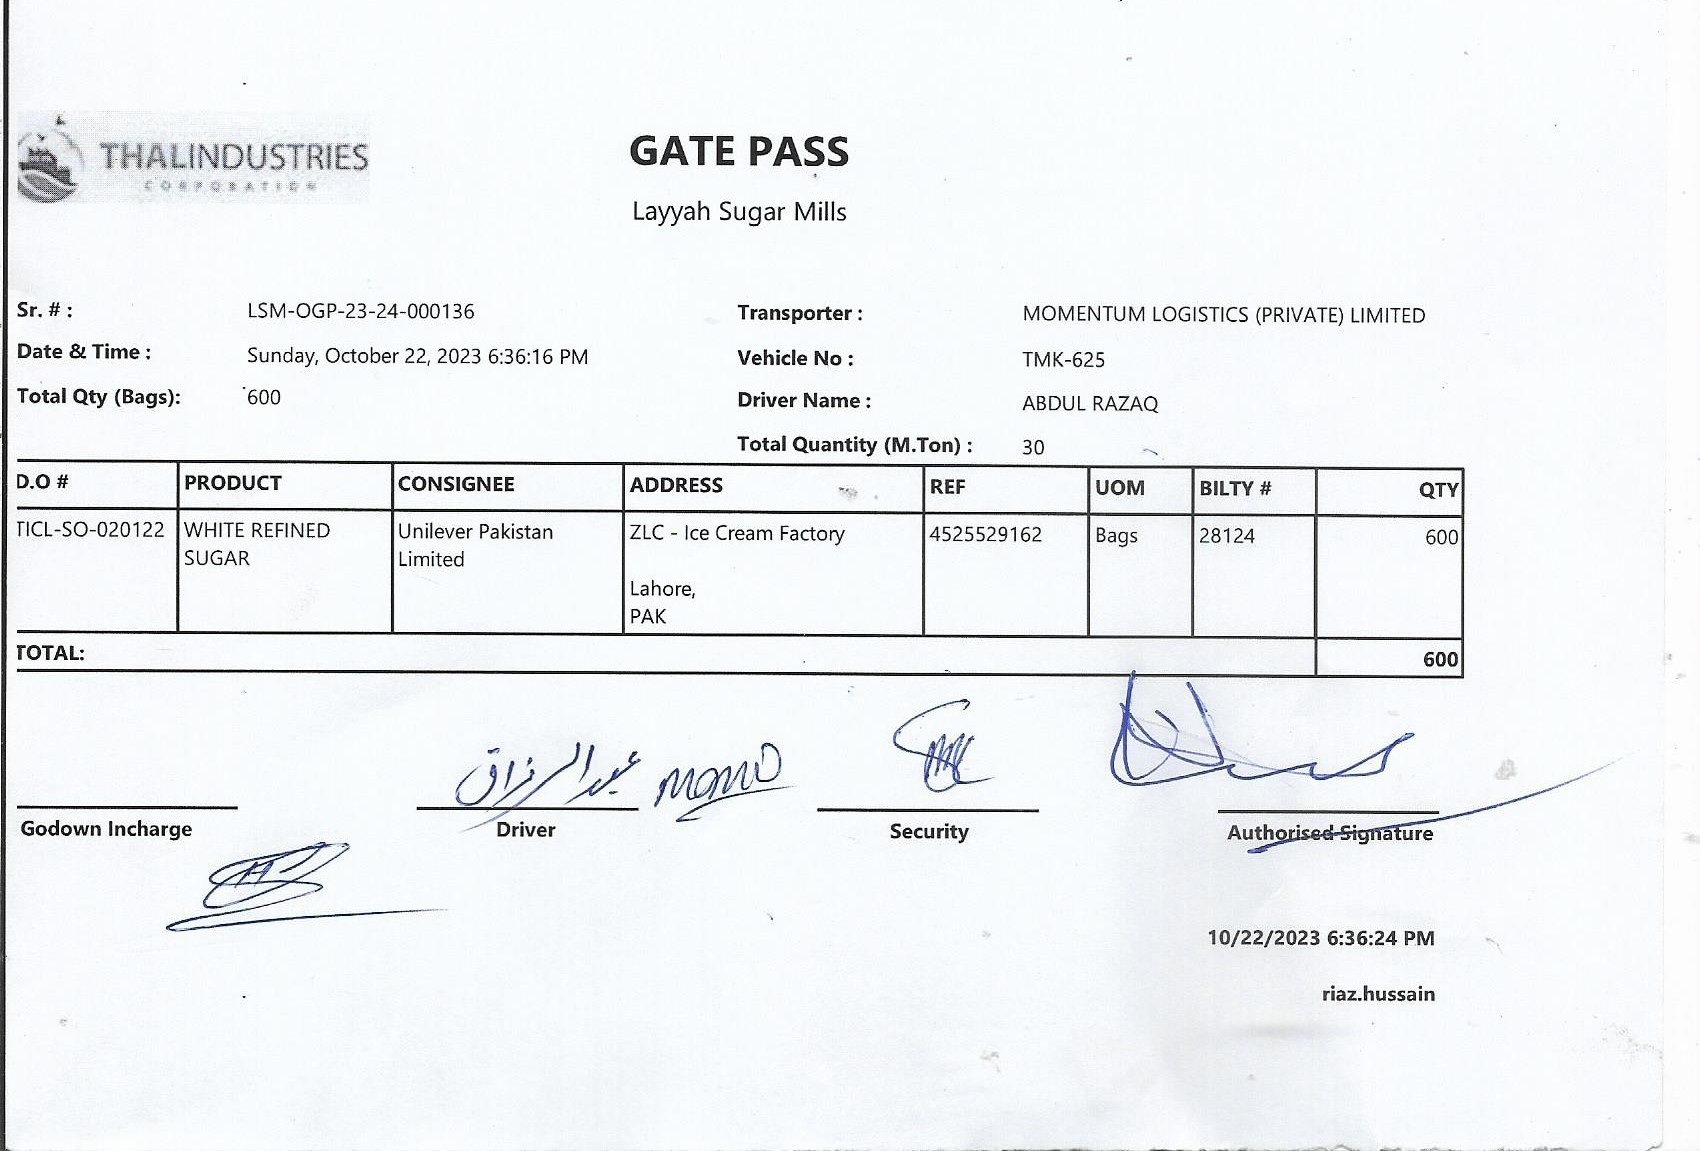 THALINDUSTRIES
CORPORATION
GATE PASS
Layyah Sugar Mills
Sr. # : LSM-OGP-23-24-000136
Date & Time : Sunday, October 22, 2023 6:36:16 PM
Total Qty (Bags): 600
Transporter : MOMENTUM LOGISTICS (PRIVATE) LIMITED
Vehicle No : TMK-625
Driver Name : ABDUL RAZAQ
Total Quantity (M.Ton) : 30
D.O # PRODUCT CONSIGNEE ADDRESS REF UOM BILTY # QTY
TICL-SO-020122 WHITE REFINED Unilever Pakistan ZLC - Ice Cream Factory 4525529162 Bags 28124 600
SUGAR Limited
Lahore,
PAK
TOTAL: 600
عبدالرزاق
Godown Incharge Driver Security Authorised Signature
10/22/2023 6:36:24 PM
riaz.hussain